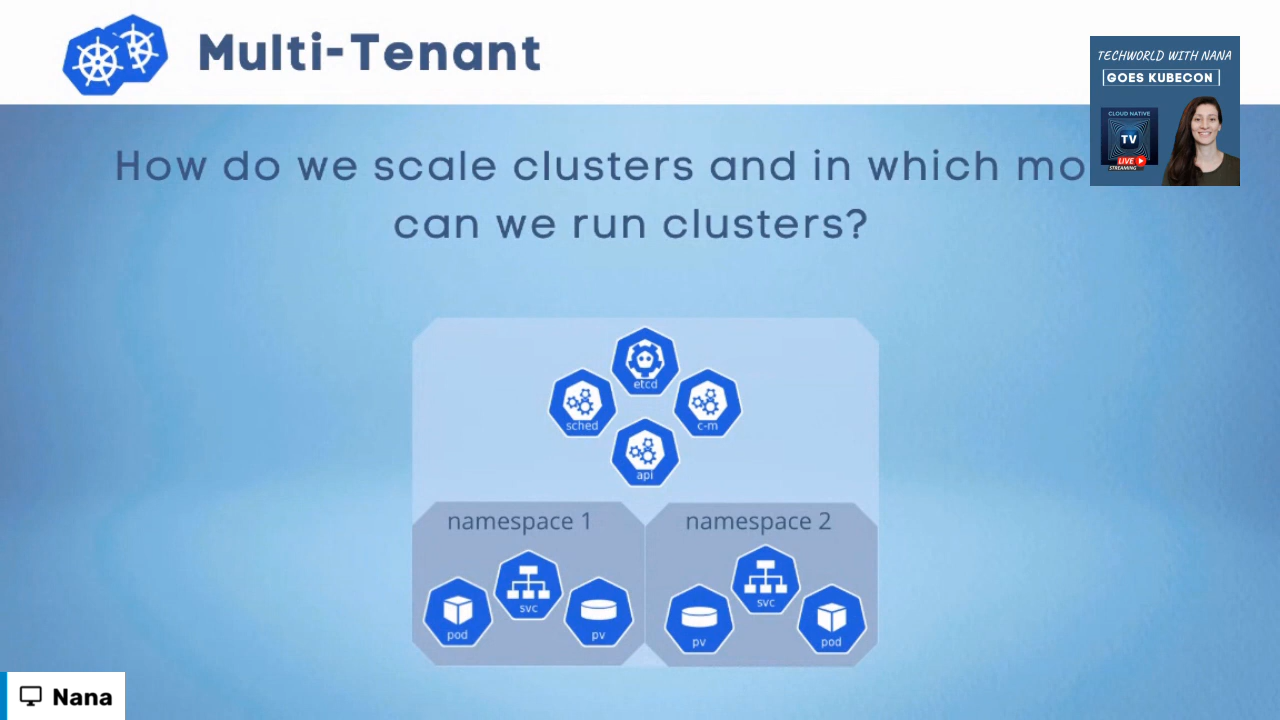 Multi-Tenant
TECHWORLD WITH NANA
GOES KUBECON
CLOUD NATIVE
TV
LIVE
STREAMING
How do we scale clusters and in which
can we run clusters?
etcd
sched
c-m
api
namespace 1
namespace 2
svc
svc
pod
pv
pv
pod
Nana